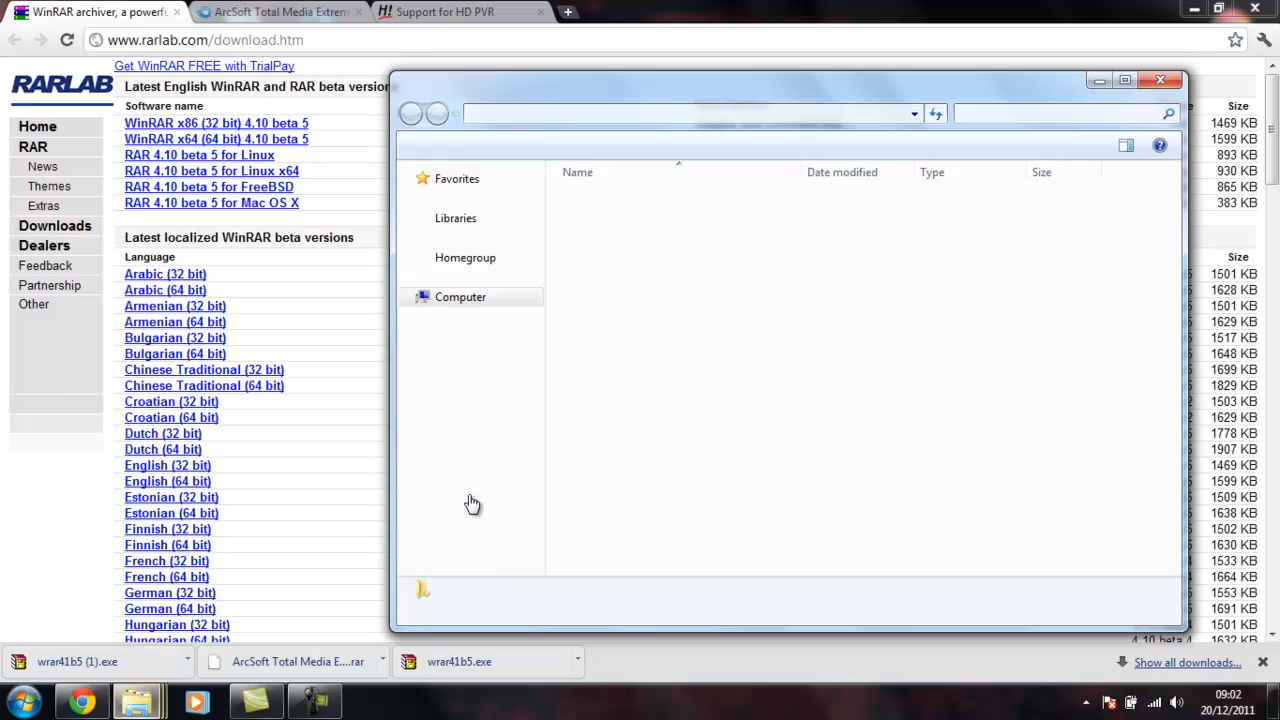 WinRAR archiver, a powerfu
ArcSoft Total Media Extrem
H! Support for HD PVR
www.rarlab.com/download.htm
Get WinRAR FREE with TrialPay
RARLAB
Latest English WinRAR and RAR beta version
Software name
Size
WinRAR x86 (32 bit) 4.10 beta 5
1469 KB
WinRAR x64 (64 bit) 4.10 beta 5
1599 KB
RAR 4.10 beta 5 for Linux
893 KB
RAR 4.10 beta 5 for Linux x64
930 KB
RAR 4.10 beta 5 for FreeBSD
865 KB
RAR 4.10 beta 5 for Mac OS X
383 KB
Home
RAR
News
Themes
Extras
Downloads
Dealers
Feedback
Partnership
Other
Latest localized WinRAR beta versions
Language
Size
Arabic (32 bit)
1501 KB
Arabic (64 bit)
1628 KB
Armenian (32 bit)
1501 KB
Armenian (64 bit)
1629 KB
Bulgarian (32 bit)
1517 KB
Bulgarian (64 bit)
1648 KB
Chinese Traditional (32 bit)
1699 KB
Chinese Traditional (64 bit)
1829 KB
Croatian (32 bit)
1503 KB
Croatian (64 bit)
1629 KB
Dutch (32 bit)
1778 KB
Dutch (64 bit)
1907 KB
English (32 bit)
1469 KB
English (64 bit)
1599 KB
Estonian (32 bit)
1509 KB
Estonian (64 bit)
1638 KB
Finnish (32 bit)
1502 KB
Finnish (64 bit)
1630 KB
French (32 bit)
1533 KB
French (64 bit)
1664 KB
German (32 bit)
1553 KB
German (64 bit)
1691 KB
Hungarian (32 bit)
1501 KB
Hungarian (64 bit)
4.10 beta 4
1632 KB
Name
Date modified
Type
Size
Favorites
Libraries
Homegroup
Computer
wrar41b5 (1).exe
ArcSoft Total Media E....rar
wrar41b5.exe
Show all downloads...
09:02
20/12/2011